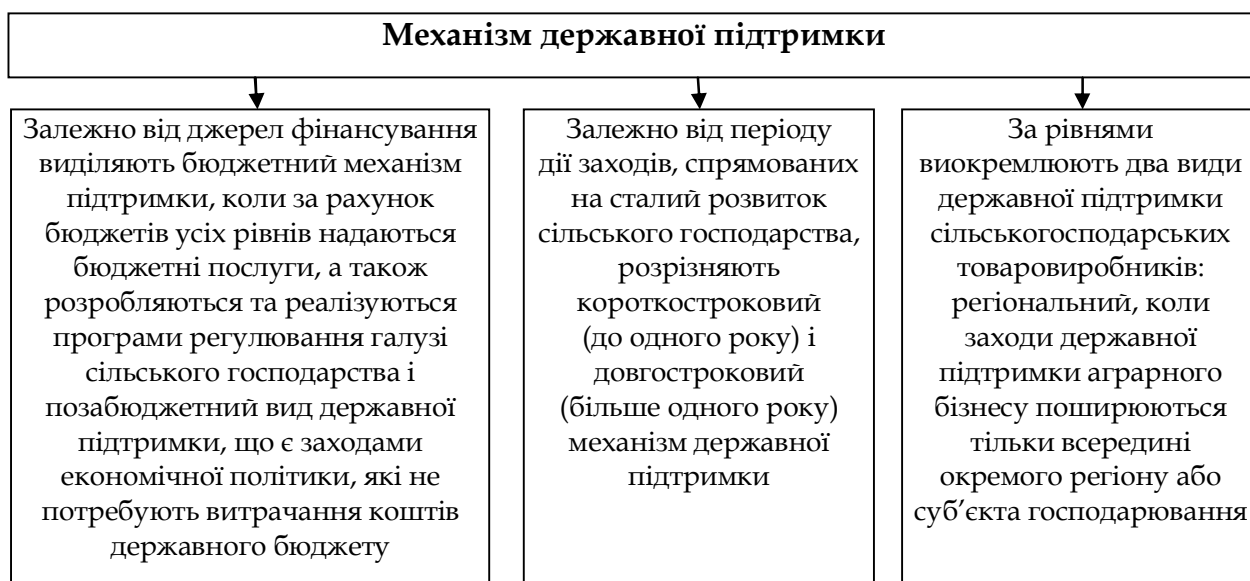 Механізм державної підтримки
Залежно від джерел фінансування
виділяють бюджетний механізм
підтримки, коли за рахунок
бюджетів усіх рівнів надаються
бюджетні послуги, а також
розробляються та реалізуються
програми регулювання галузі
сільського господарства і
позабюджетний вид державної
підтримки, що є заходами
економічної політики, які не
потребують витрачання коштів
державного бюджету
Залежно від періоду
дії заходів, спрямованих
на сталий розвиток
сільського господарства,
розрізняють
короткостроковий
(до одного року) і
довгостроковий
(більше одного року)
механізм державної
підтримки
За рівнями
виокремлюють два види
державної підтримки
сільськогосподарських
товаровиробників:
регіональний, коли
заходи державної
підтримки аграрного
бізнесу поширюються
тільки всередині
окремого регіону або
суб’єкта господарювання